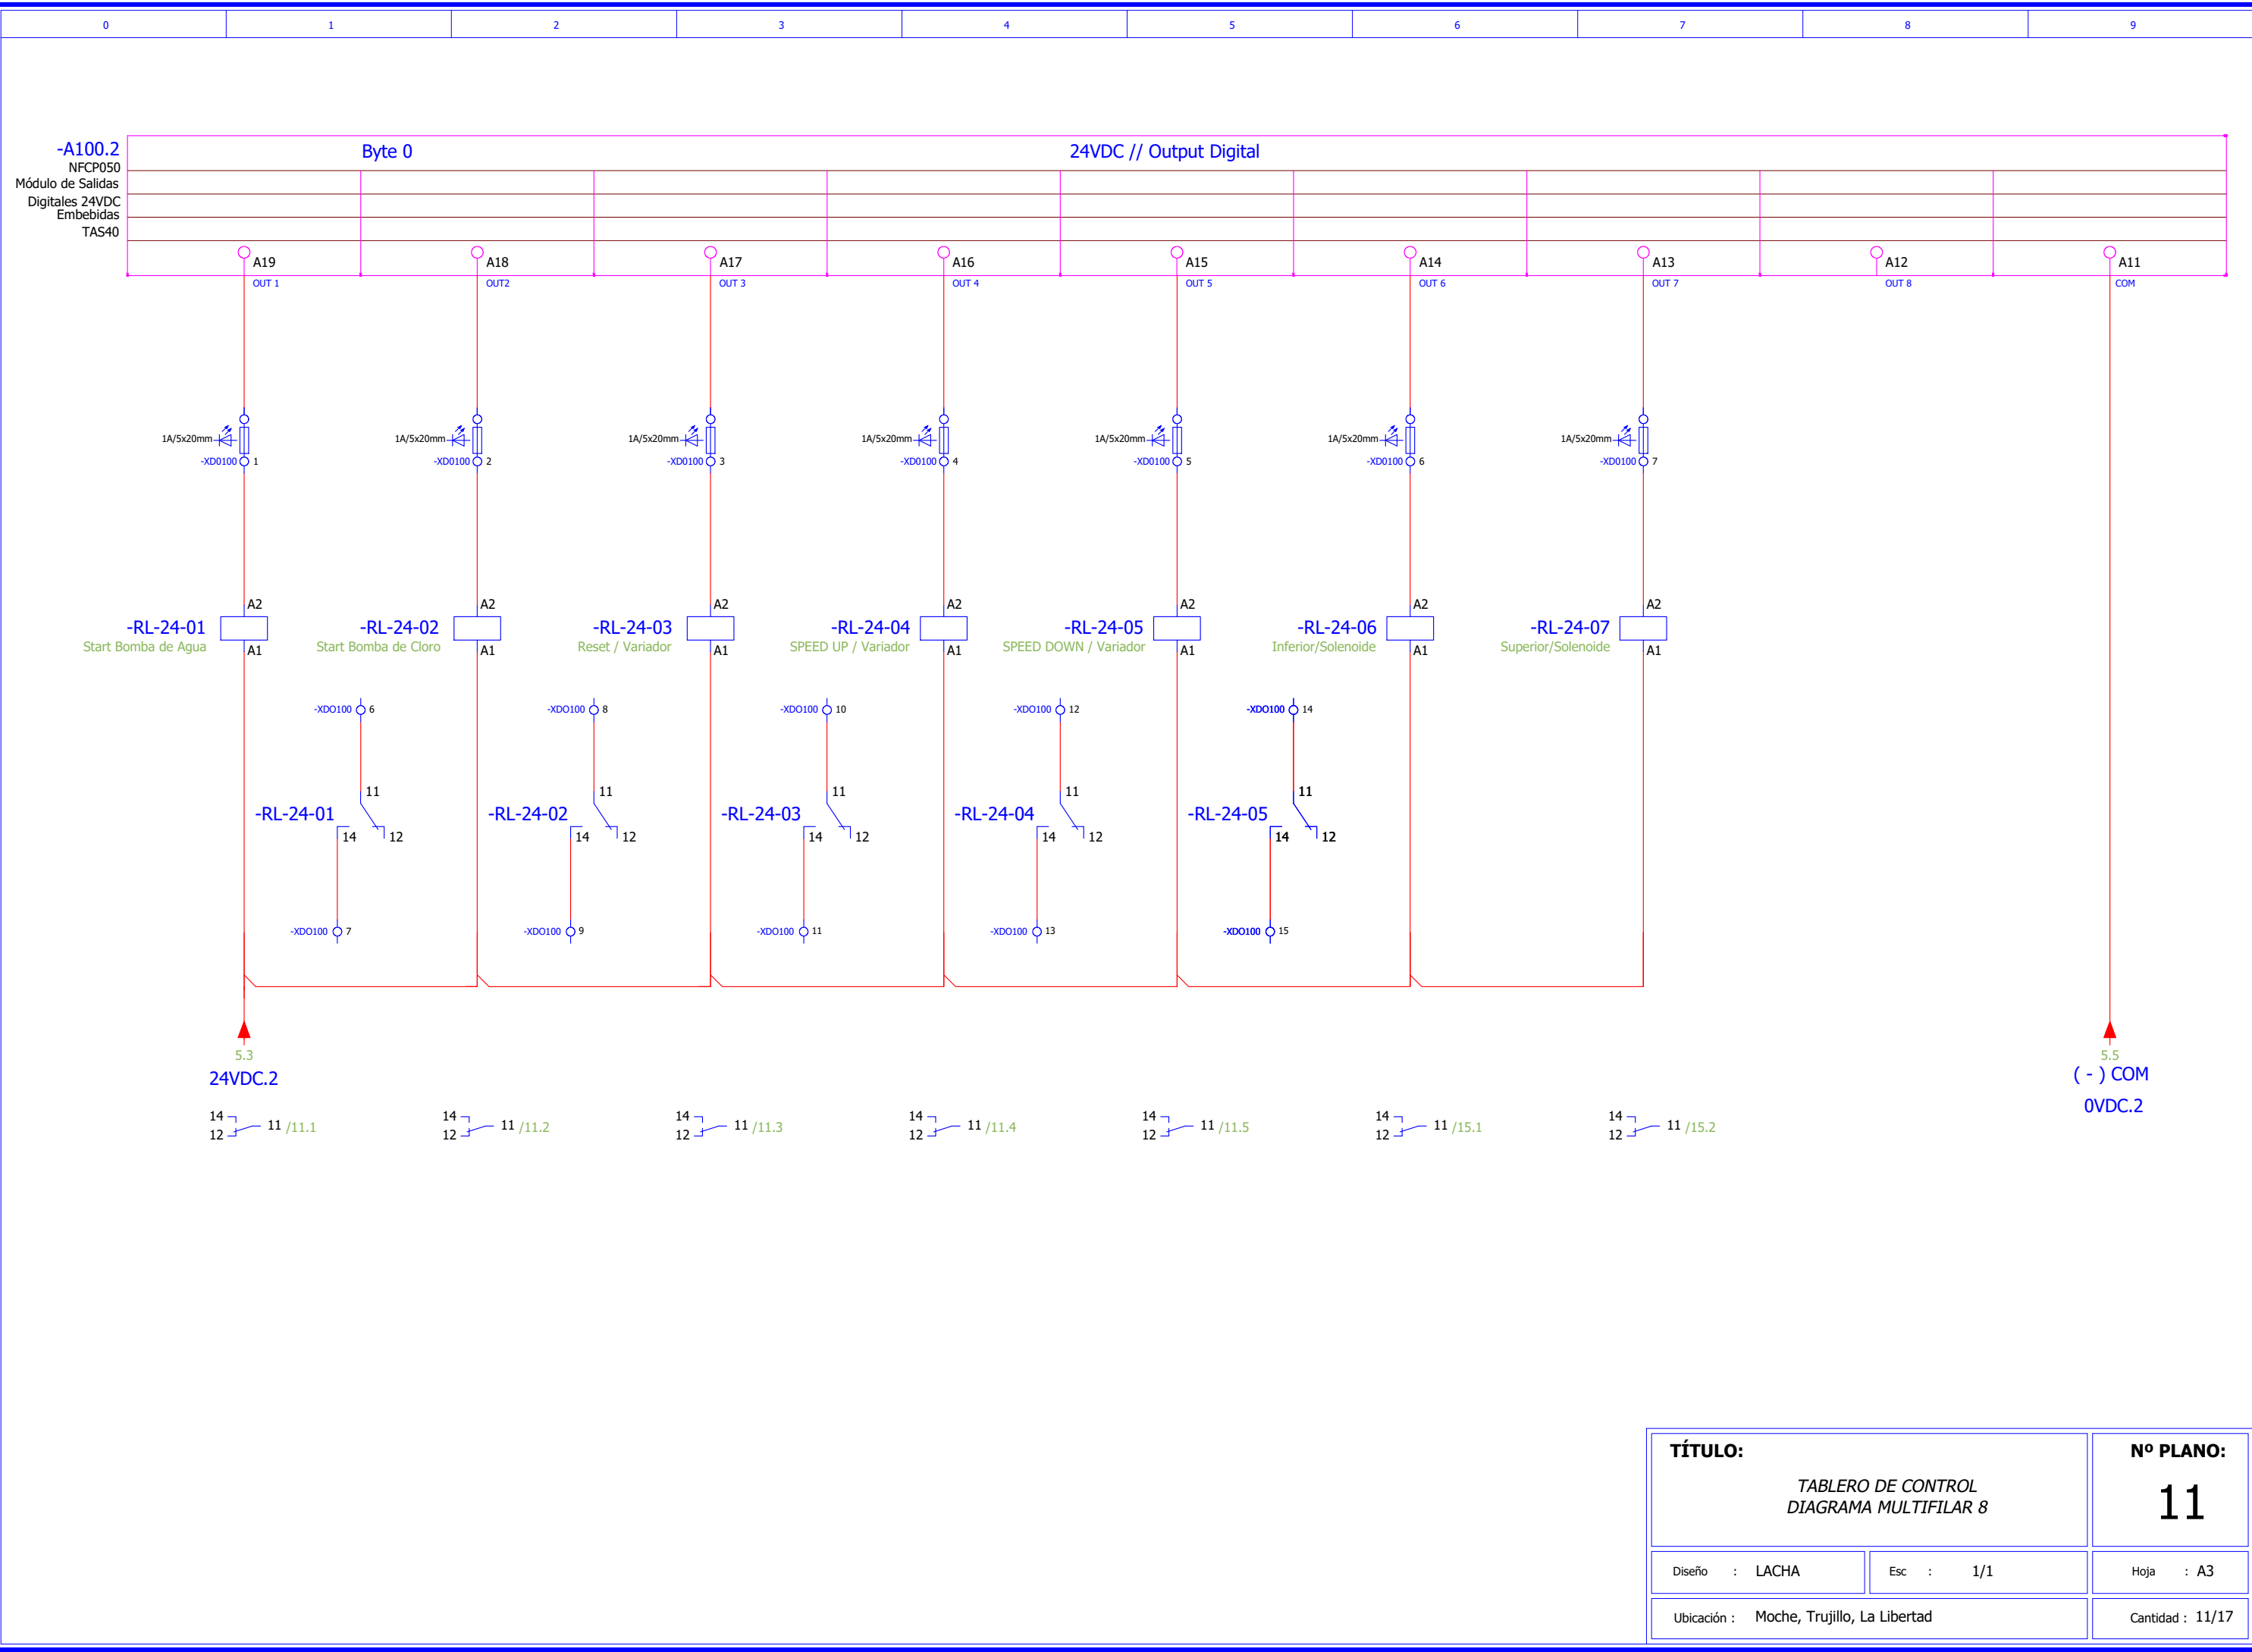 0 1 2 3 4 5 6 7 8 9
-A100.2 Byte 0 24VDC // Output Digital
NFCP050
Módulo de Salidas
Digitales 24VDC
Embebidas
TAS40
A19 A18 A17 A16 A15 A14 A13 A12 A11
OUT 1 OUT2 OUT 3 OUT 4 OUT 5 OUT 6 OUT 7 OUT 8 COM
1A/5x20mm 1A/5x20mm 1A/5x20mm 1A/5x20mm 1A/5x20mm 1A/5x20mm 1A/5x20mm
-XD0100 1 -XD0100 2 -XD0100 3 -XD0100 4 -XD0100 5 -XD0100 6 -XD0100 7
A2 A2 A2 A2 A2 A2 A2
-RL-24-01 -RL-24-02 -RL-24-03 -RL-24-04 -RL-24-05 -RL-24-06 -RL-24-07
Start Bomba de Agua Start Bomba de Cloro Reset / Variador SPEED UP / Variador SPEED DOWN / Variador Inferior/Solenoide Superior/Solenoide
A1 A1 A1 A1 A1 A1 A1
-XDO100 6 -XDO100 8 -XDO100 10 -XDO100 12 -XDO100 14
11 11 11 11 11
-RL-24-01 -RL-24-02 -RL-24-03 -RL-24-04 -RL-24-05
14 12 14 12 14 12 14 12 14 12
-XDO100 7 -XDO100 9 -XDO100 11 -XDO100 13 -XDO100 15
5.3 5.5
24VDC.2 ( - ) COM
0VDC.2
14 14 14 14 14 14 14
11 /11.1 11 /11.2 11 /11.3 11 /11.4 11 /11.5 11 /15.1 11 /15.2
12 12 12 12 12 12 12
TÍTULO: Nº PLANO:
TABLERO DE CONTROL
DIAGRAMA MULTIFILAR 8
11
Diseño : LACHA Esc : 1/1 Hoja : A3
Ubicación : Moche, Trujillo, La Libertad Cantidad : 11/17